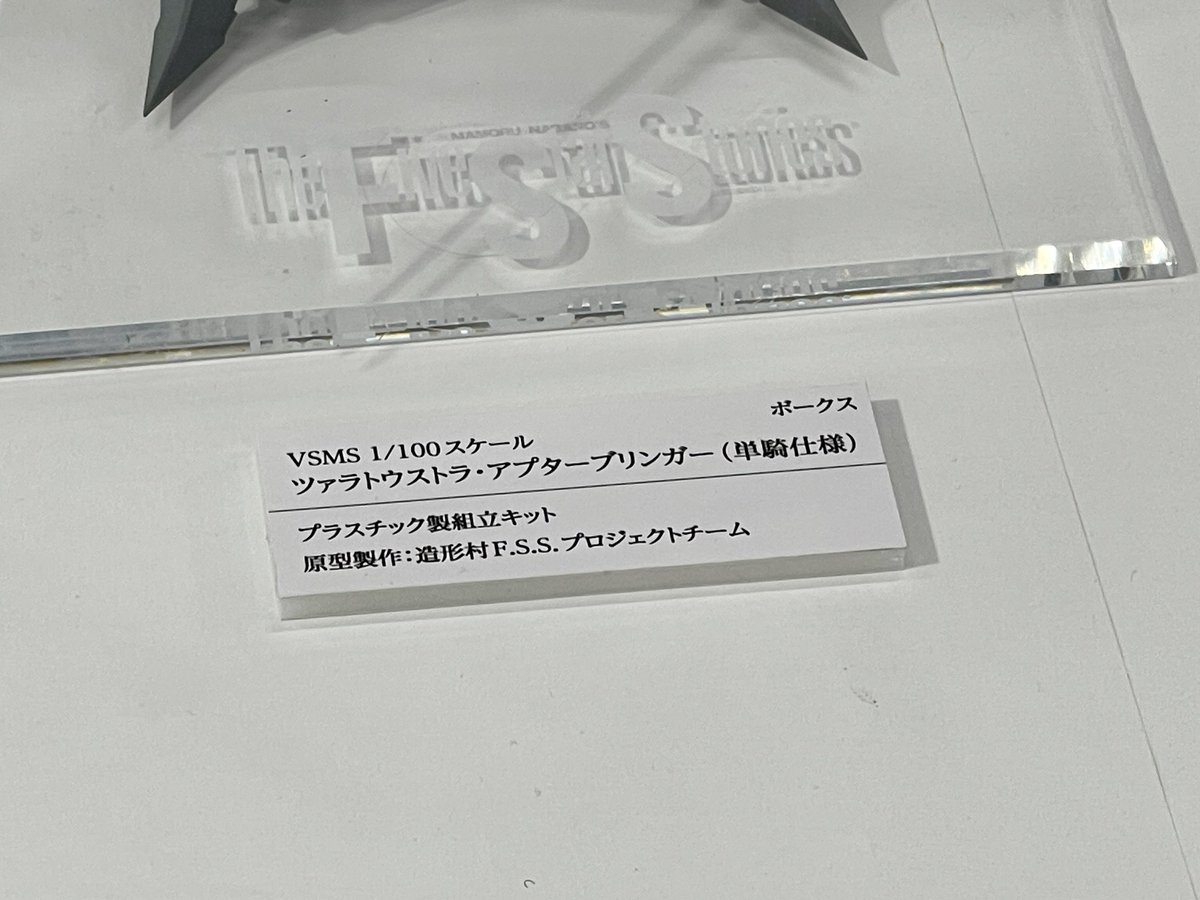 MAMORU NAGANO'S
The Five Star Stories
ボークス
VSMS 1/100スケール
ツァラトウストラ・アプターブリンガー(単騎仕様)
プラスチック製組立キット
原型製作:造形村F.S.S.プロジェクトチーム